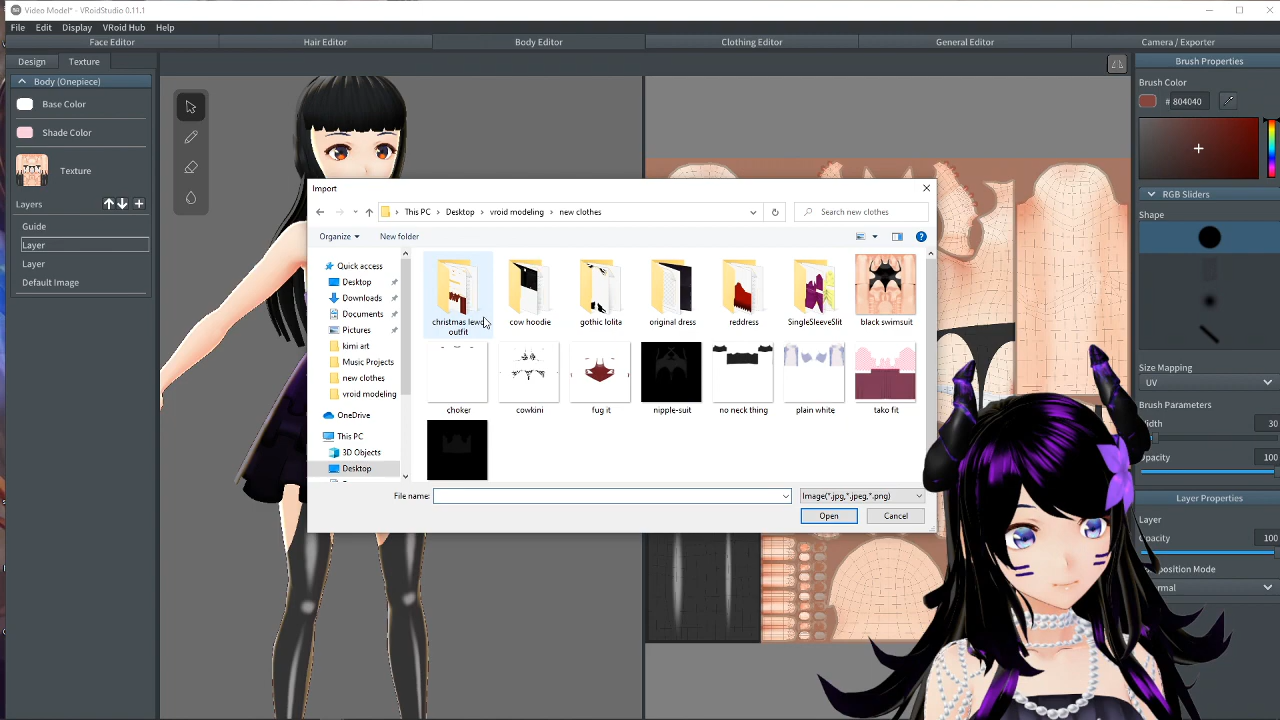 Video Model* - VRoidStudio 0.11.1
File Edit Display VRoid Hub Help
Face Editor Hair Editor Body Editor Clothing Editor General Editor Camera / Exporter
Design Texture
Body (Onepiece)
Base Color
Shade Color
Texture
Layers
Guide
Layer
Layer
Default Image
Import
This PC > Desktop > vroid modeling > new clothes
Search new clothes
Organize New folder
Quick access
Desktop
Downloads
Documents
Pictures
kimi art
Music Projects
new clothes
vroid modeling
OneDrive
This PC
3D Objects
Desktop
christmas lewd outfit
cow hoodie
gothic lolita
original dress
reddress
SingleSleeveSlit
black swimsuit
choker
cowkini
fug it
nipple-suit
no neck thing
plain white
tako fit
File name:
Image(*.jpg,*.jpeg,*.png)
Open Cancel
Brush Properties
Brush Color
# 804040
RGB Sliders
Shape
Size Mapping
UV
Brush Parameters
Width 30
Opacity 100
Layer Properties
Layer
Opacity 100